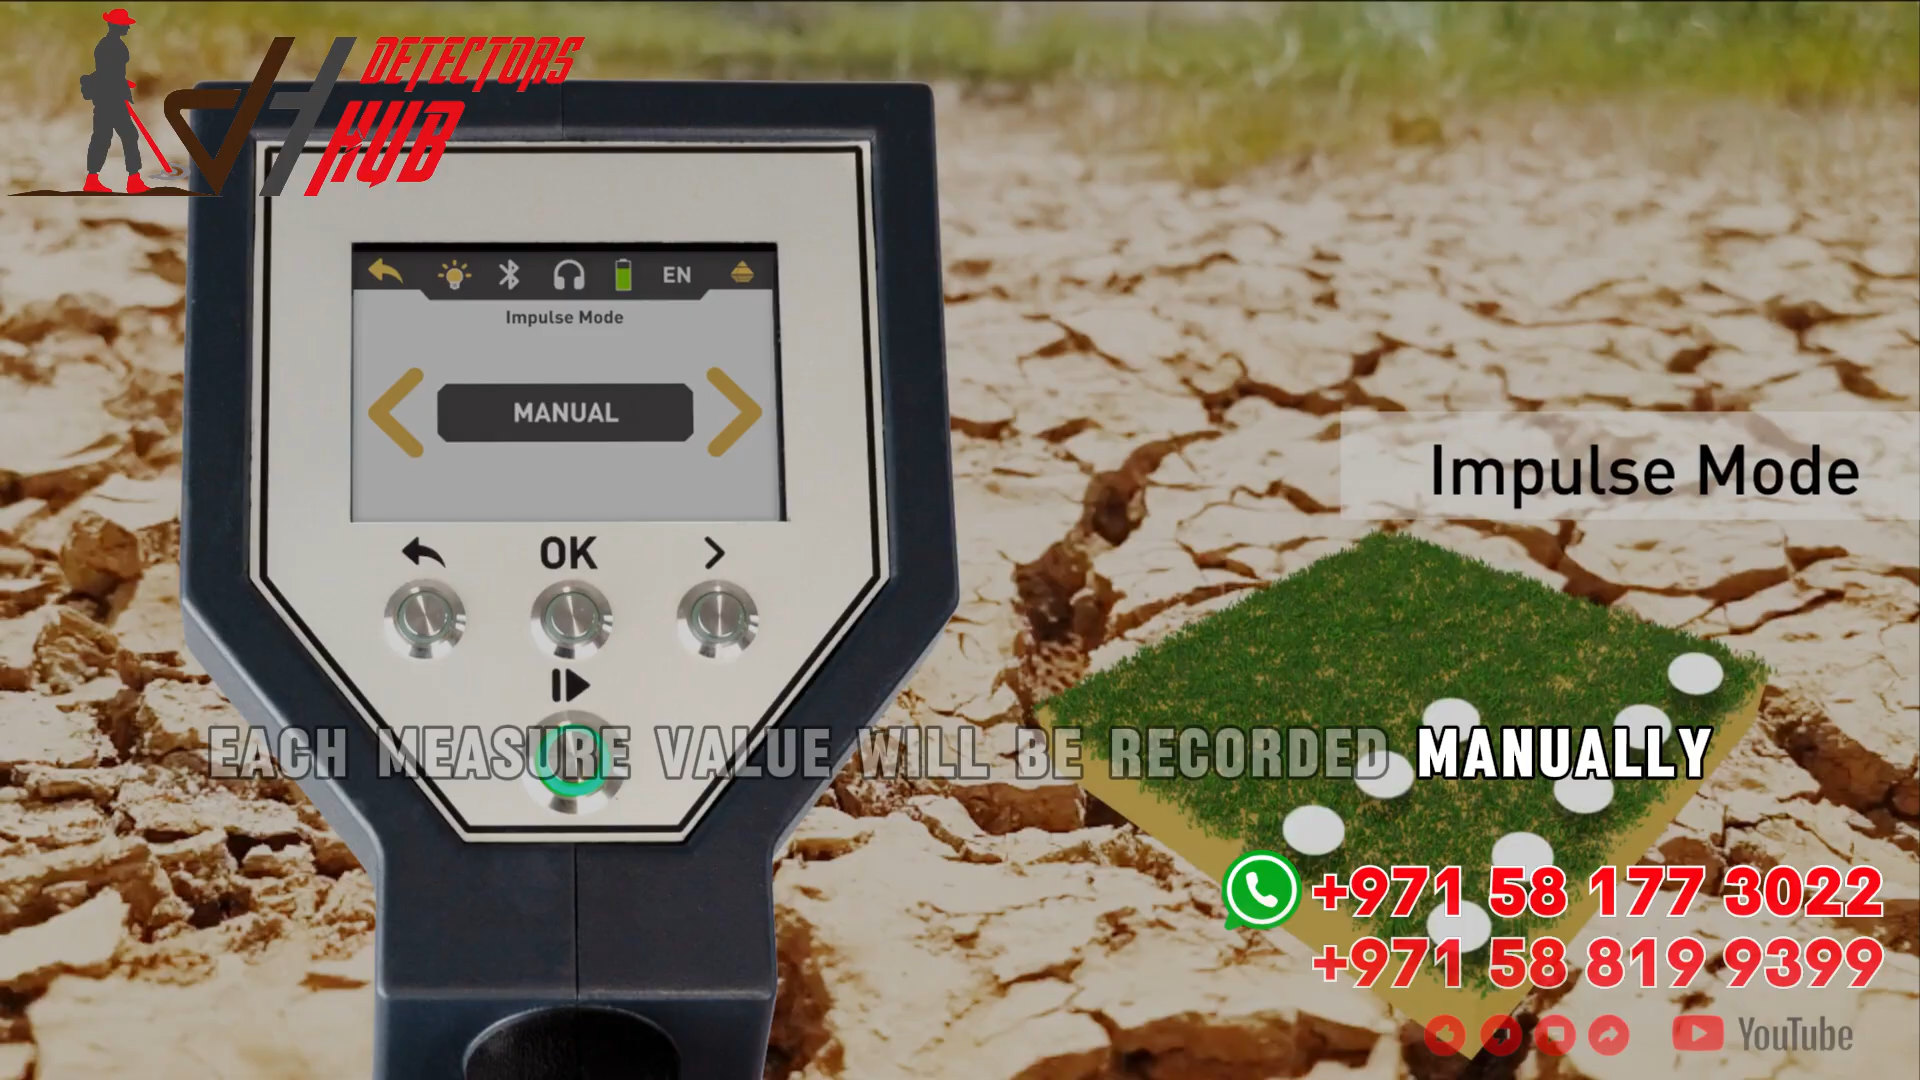 DETECTORS
HUB
EN
Impulse Mode
MANUAL
OK
Impulse Mode
EACH MEASURE VALUE WILL BE RECORDED MANUALLY
+971 58 177 3022
+971 58 819 9399
YouTube